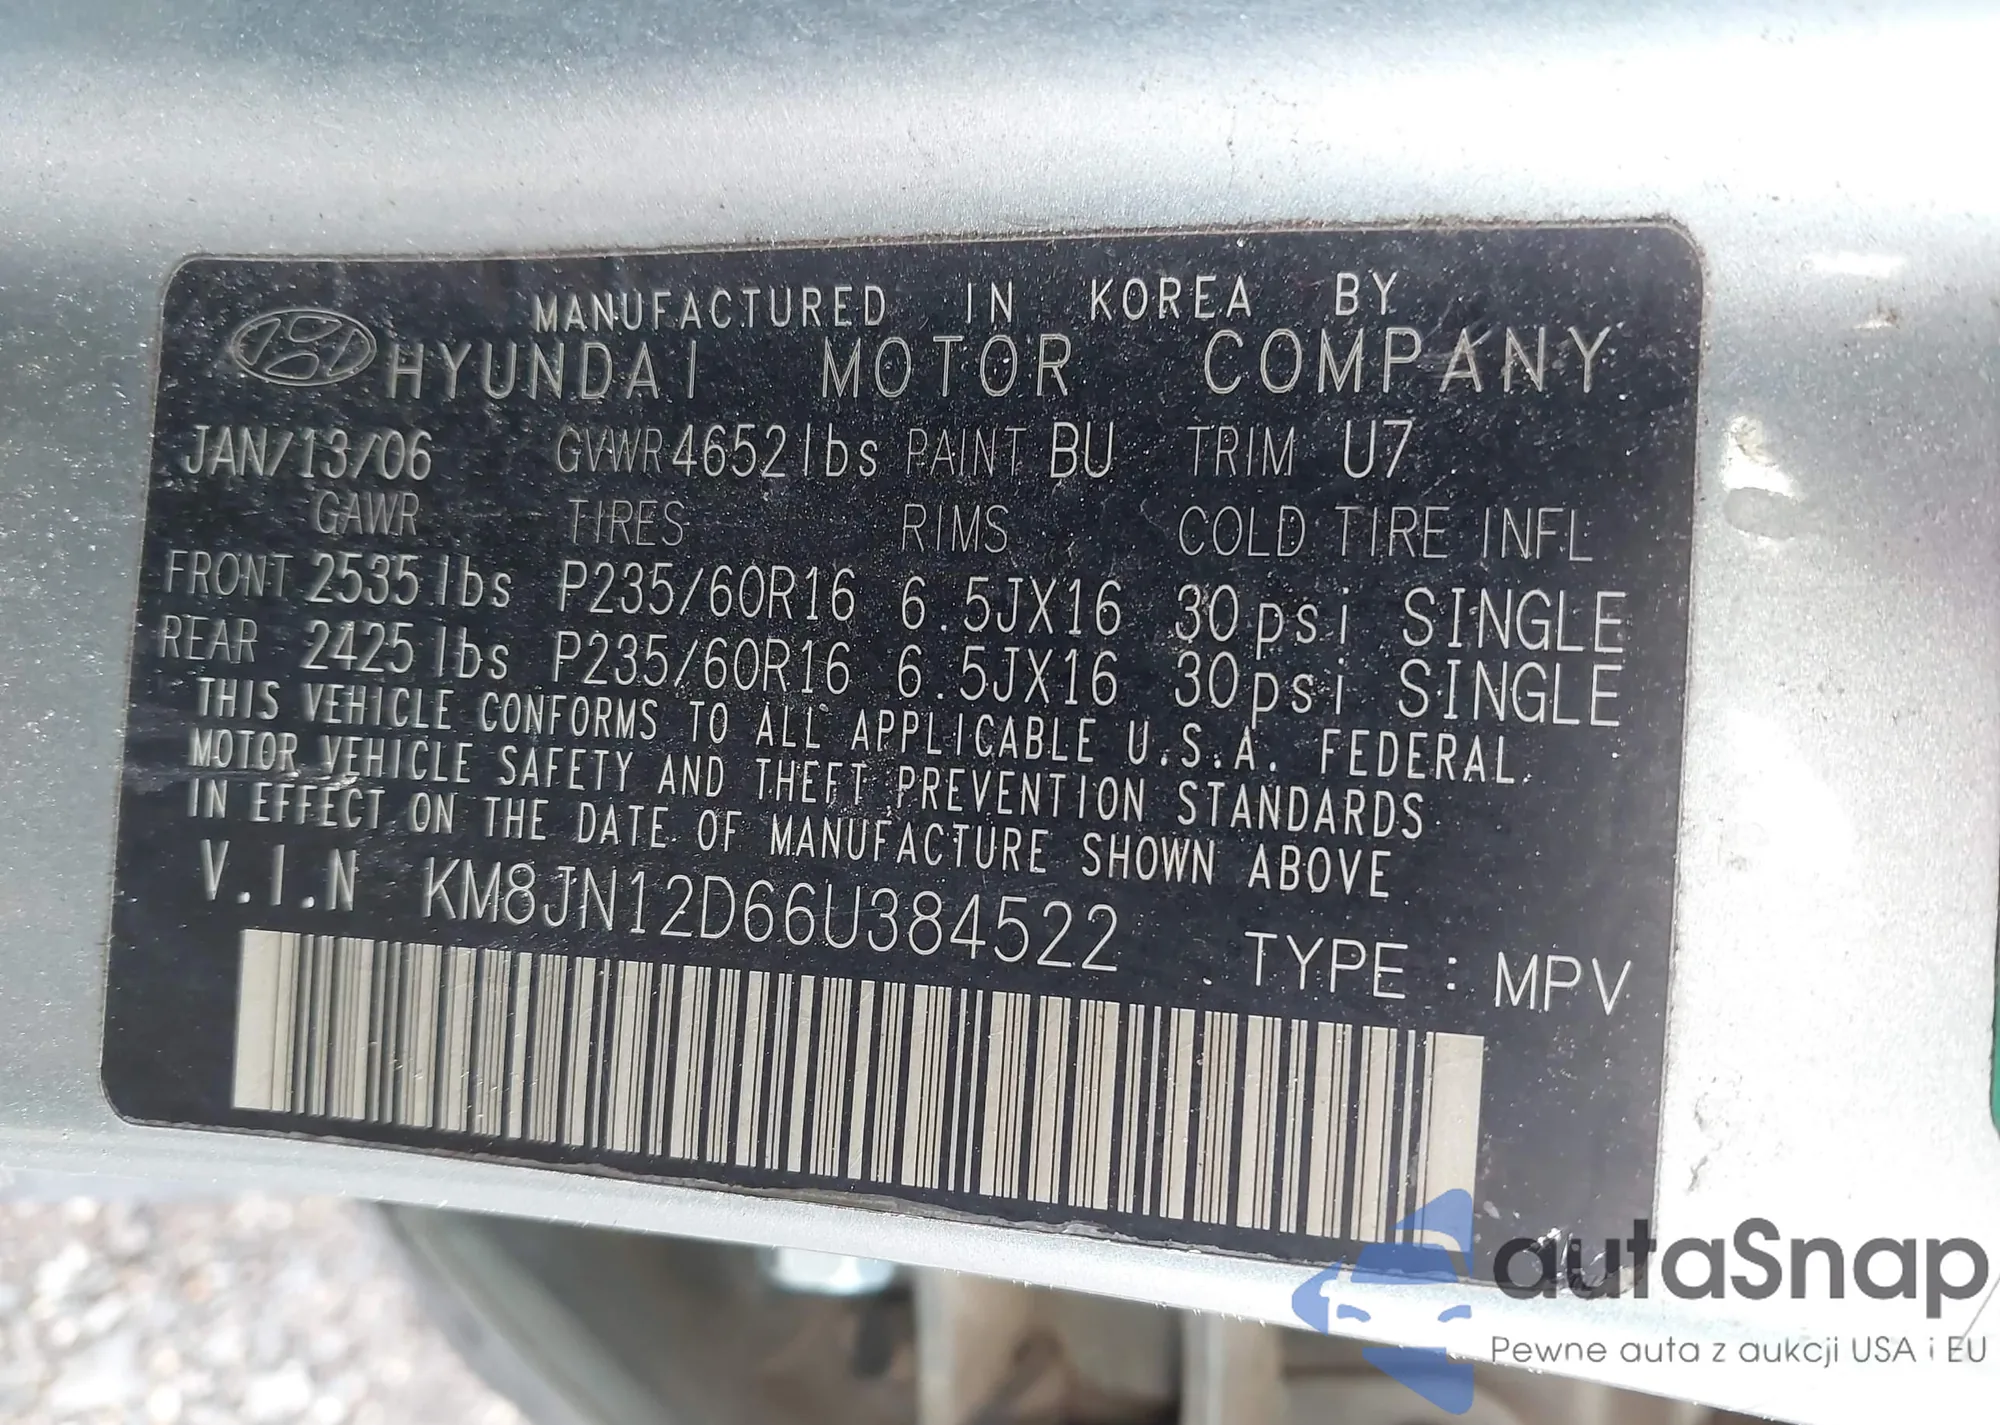 MANUFACTURED IN KOREA BY
HYUNDAI MOTOR COMPANY
JAN/13/06 GVWR 4652 lbs PAINT BU TRIM U7
GAWR TIRES RIMS COLD TIRE INFL
FRONT 2535 lbs P235/60R16 6.5JX16 30psi SINGLE
REAR 2425 lbs P235/60R16 6.5JX16 30psi SINGLE
THIS VEHICLE CONFORMS TO ALL APPLICABLE U.S.A. FEDERAL
MOTOR VEHICLE SAFETY AND THEFT PREVENTION STANDARDS
IN EFFECT ON THE DATE OF MANUFACTURE SHOWN ABOVE
V.I.N KM8JN12D66U384522 TYPE : MPV
autaSnap
Pewne auta z aukcji USA i EU